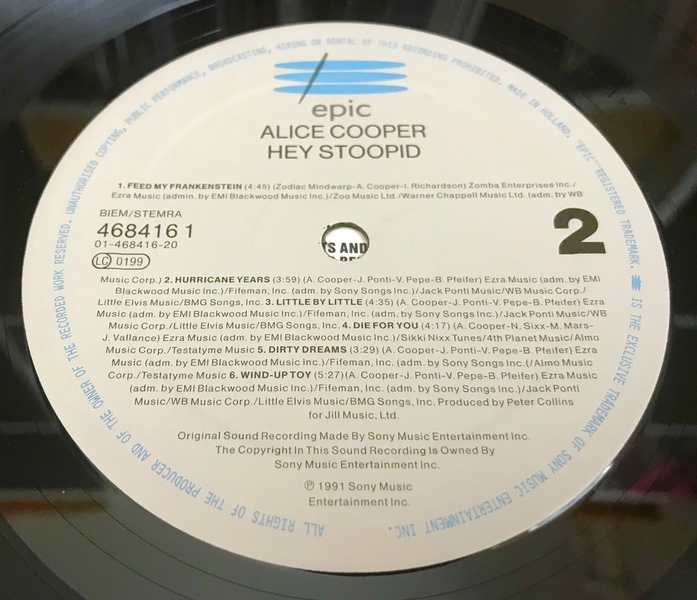 epic
ALICE COOPER
HEY STOOPID
1. FEED MY FRANKENSTEIN (4:45) (Zodiac Mindwarp-A. Cooper-I. Richardson) Zomba Enterprises Inc./
Ezra Music (admin. by EMI Blackwood Music Inc.)/Zoo Music Ltd./Warner Chappell Music Ltd. (adm. by WB
BIEM/STEMRA
468416 1
01-468416-20
LC 0199
2
'S AND
Music Corp.) 2. HURRICANE YEARS (3:59) (A. Cooper-J. Ponti-V. Pepe-B. Pfeifer) Ezra Music (adm. by EMI
Blackwood Music Inc.)/Fifeman, Inc. (adm. by Sony Songs Inc.)/Jack Ponti Music/WB Music Corp./
Little Elvis Music/BMG Songs, Inc. 3. LITTLE BY LITTLE (4:35) (A. Cooper-J. Ponti-V. Pepe-B. Pfeifer) Ezra
Music (adm. by EMI Blackwood Music Inc.)/Fifeman, Inc. (adm. by Sony Songs Inc.)/Jack Ponti Music/WB
Music Corp./Little Elvis Music/BMG Songs, Inc. 4. DIE FOR YOU (4:17) (A. Cooper-N. Sixx-M. Mars-
J. Vallance) Ezra Music (adm. by EMI Blackwood Music Inc.)/Sikki Nixx Tunes/4th Planet Music/Almo
Music Corp./Testatyme Music 5. DIRTY DREAMS (3:29) (A. Cooper-J. Ponti-V. Pepe-B. Pfeifer) Ezra
Music (adm. by EMI Blackwood Music Inc.)/Fifeman, Inc. (adm. by Sony Songs Inc.)/(Almo Music
Corp./Testatyme Music 6. WIND-UP TOY (5:27) (A. Cooper-J. Ponti-V. Pepe-B. Pfeifer) Ezra Music
(adm. by EMI Blackwood Music Inc.)/Fifeman, Inc. (adm. by Sony Songs Inc.)/Jack Ponti
Music/WB Music Corp./Little Elvis Music/BMG Songs, Inc. Produced by Peter Collins
for Jill Music, Ltd.
Original Sound Recording Made By Sony Music Entertainment Inc.
The Copyright In This Sound Recording Is Owned By
Sony Music Entertainment Inc.
℗ 1991 Sony Music
Entertainment Inc.
ALL RIGHTS OF THE PRODUCER AND OF THE OWNER OF THE RECORDED WORK RESERVED. UNAUTHORISED COPYING, PUBLIC PERFORMANCE, BROADCASTING, HIRING OR RENTAL OF THIS RECORDING PROHIBITED. MADE IN HOLLAND. "EPIC" REGISTERED TRADEMARK. IS THE EXCLUSIVE TRADEMARK OF SONY MUSIC ENTERTAINMENT INC.